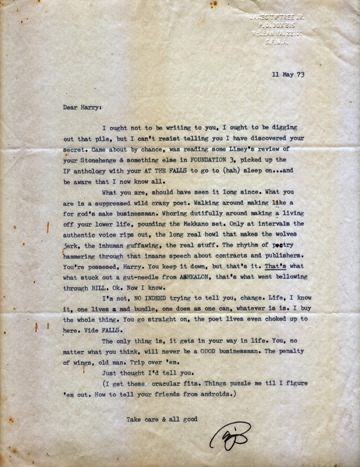 JAMES TIPTREE JR.
11 May 73
Dear Harry:
I ought not to be writing to you, I ought to be digging
out that pile, but I can't resist telling you I have discovered your
secret. Came about by chance, was reading some Limey's review of
your Stonehenge & something else in FOUNDATION 3, picked up the
IF anthology with your AT THE FALLS to go to (hah) sleep on...and
be aware that I now know all.
What you are, should have seen it long since. What you
are is a suppressed wild crazy poet. Walking around making like a
for god's sake businessman. Whoring dutifully around making a living
off your lower life, pounding the Mekkano set. Only at intervals the
authentic voice rips out, the long real howl that makes the wolves
jerk, the inhuman guffawing, the real stuff. The rhythm of poetry
hammering through that insane speech about contracts and publishers.
You're possessed, Harry. You keep it down, but that's it. That's what
what stuck out a gut-needle from ANKALON, that's what went bellowing
through BILL. Ok. Now I know.
I'm not, NO INDEED trying to tell you, change. Life, I know
it, one lives a mad bundle, one does as one can, whatever is is. I buy
the whole thing. You go straight on, the poet lives even choked up to
here. Vide FALLS.
The only thing is, it gets in your way in life. You, no
matter what you think, will never be a GOOD businessman. The penalty
of wings, old man. Trip over 'em.
Just thought I'd tell you.
(I get these oracular fits. Things puzzle me til I figure
'em out. How to tell your friends from androids.)
Take care & all good